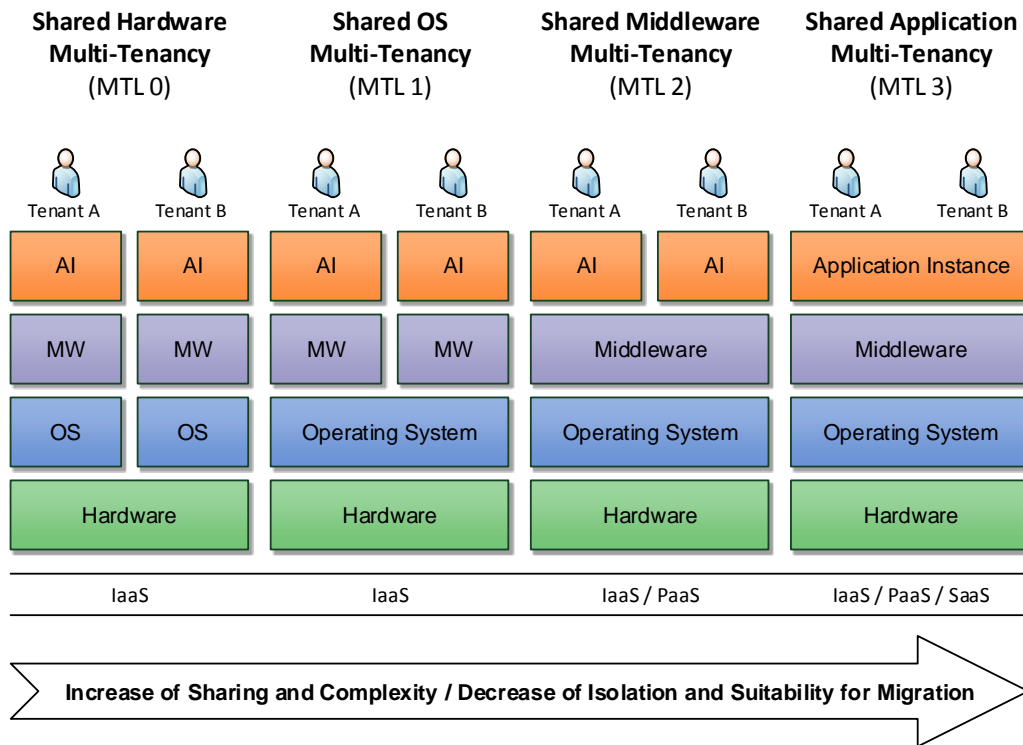 Shared Hardware
Multi-Tenancy
(MTL 0)
Shared OS
Multi-Tenancy
(MTL 1)
Shared Middleware
Multi-Tenancy
(MTL 2)
Shared Application
Multi-Tenancy
(MTL 3)
Tenant A Tenant B Tenant A Tenant B Tenant A Tenant B Tenant A Tenant B
AI AI AI AI AI AI Application Instance
MW MW MW MW Middleware Middleware
OS OS Operating System Operating System Operating System
Hardware Hardware Hardware Hardware
IaaS IaaS IaaS / PaaS IaaS / PaaS / SaaS
Increase of Sharing and Complexity / Decrease of Isolation and Suitability for Migration